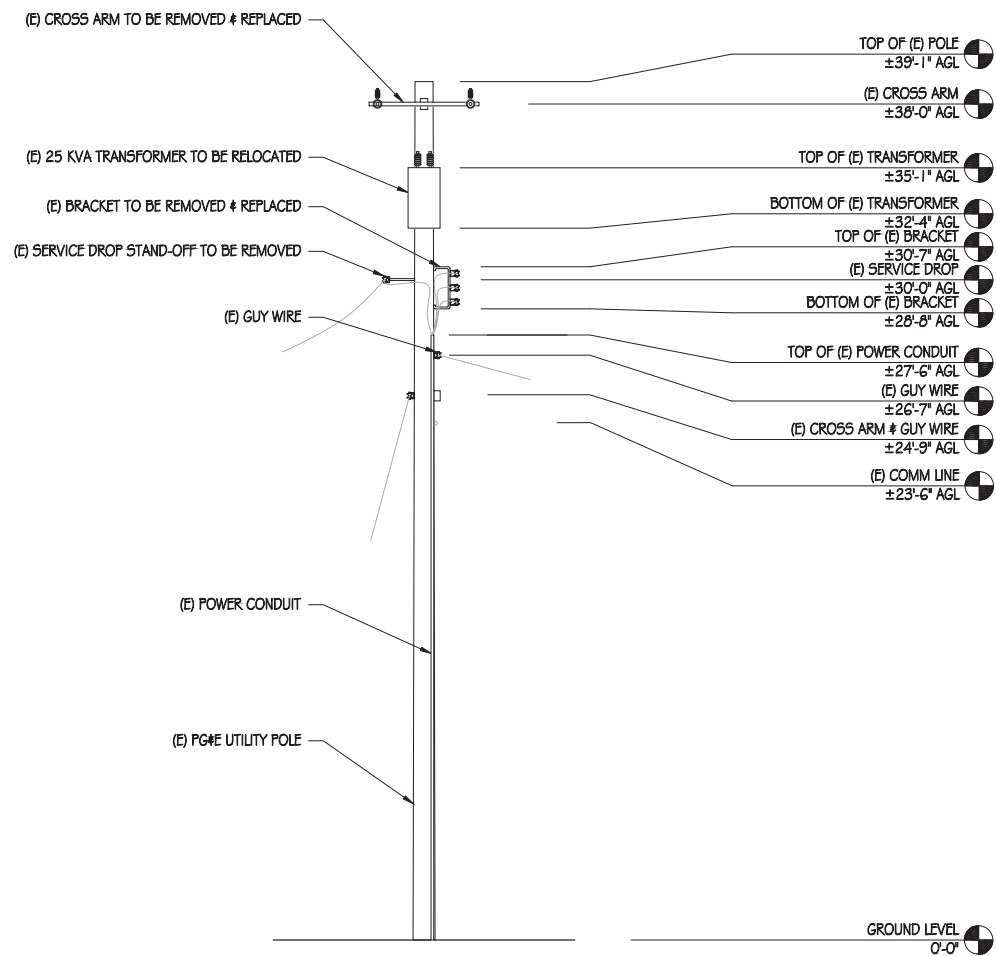 (E) CROSS ARM TO BE REMOVED & REPLACED
(E) 25 KVA TRANSFORMER TO BE RELOCATED
(E) BRACKET TO BE REMOVED & REPLACED
(E) SERVICE DROP STAND-OFF TO BE REMOVED
(E) GUY WIRE
(E) POWER CONDUIT
(E) PG&E UTILITY POLE
TOP OF (E) POLE
±39'-1" AGL
(E) CROSS ARM
±38'-0" AGL
TOP OF (E) TRANSFORMER
±35'-1" AGL
BOTTOM OF (E) TRANSFORMER
±32'-4" AGL
TOP OF (E) BRACKET
±30'-7" AGL
(E) SERVICE DROP
±30'-0" AGL
BOTTOM OF (E) BRACKET
±28'-8" AGL
TOP OF (E) POWER CONDUIT
±27'-6" AGL
(E) GUY WIRE
±26'-7" AGL
(E) CROSS ARM & GUY WIRE
±24'-9" AGL
(E) COMM LINE
±23'-6" AGL
GROUND LEVEL
0'-0"